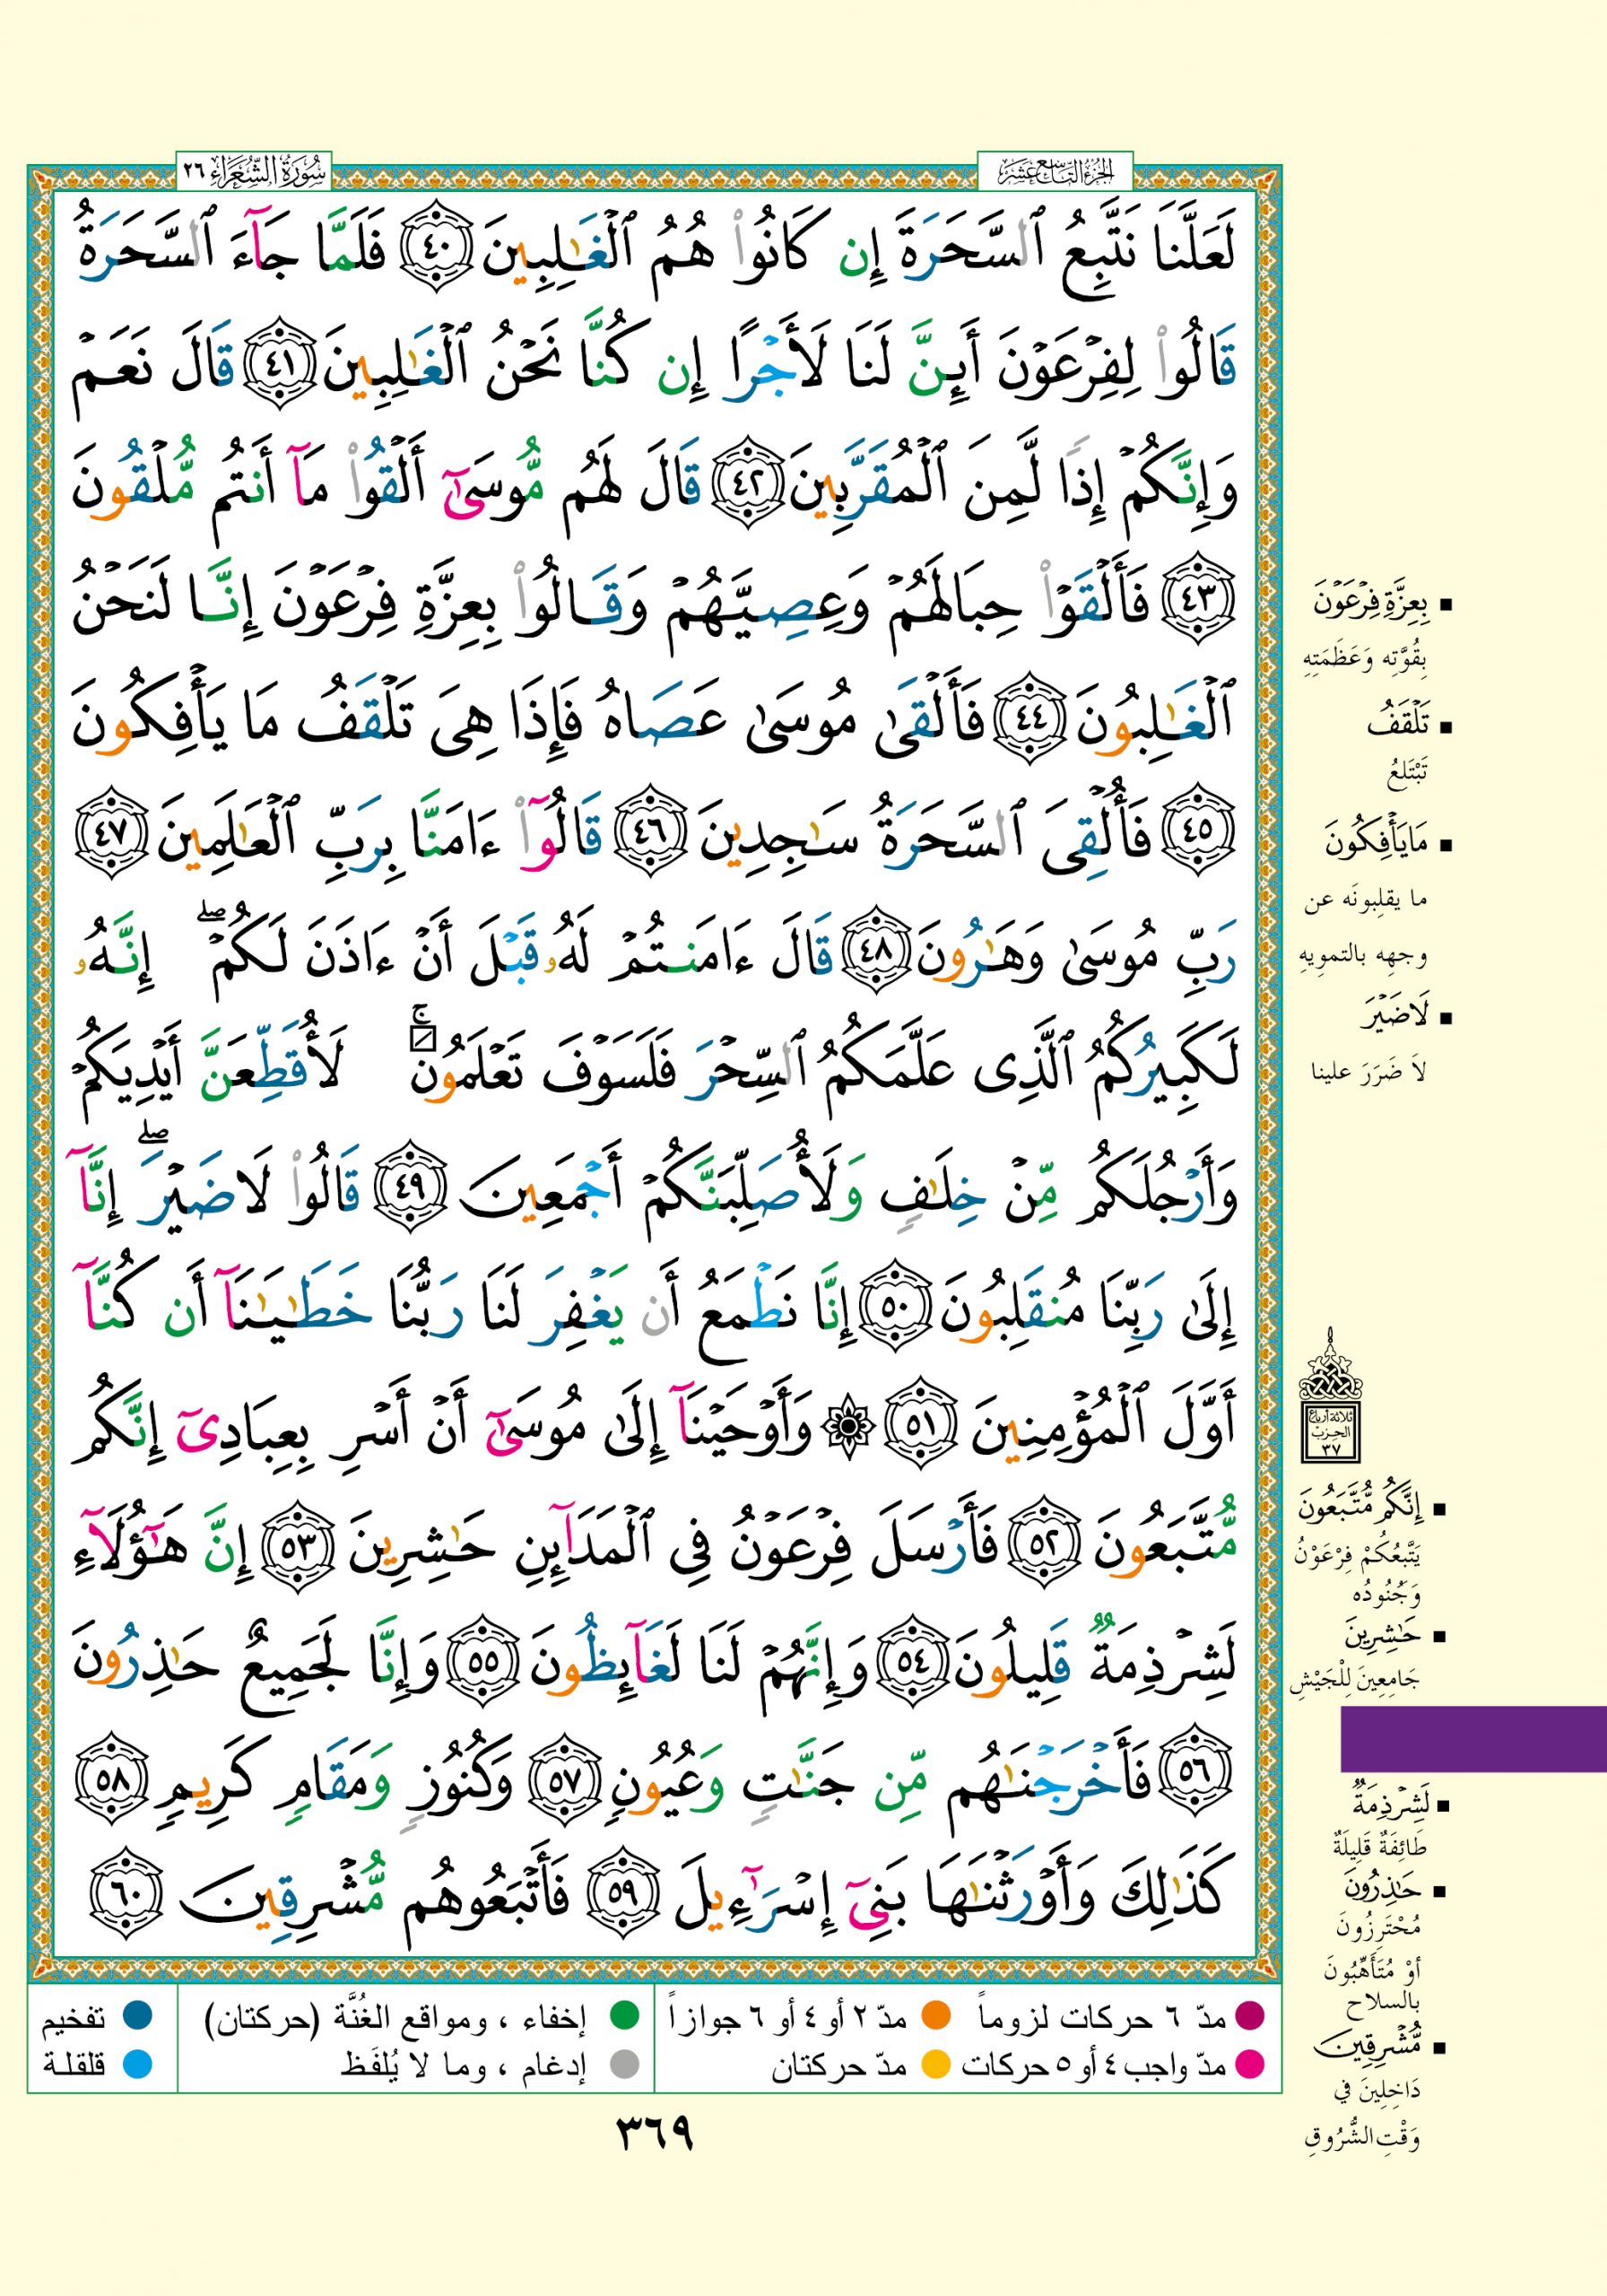 الجزء التاسع عشر
سُورَةُ الشُّعَرَاءِ ٢٦
لَعَلَّنَا نَتَّبِعُ ٱلسَّحَرَةَ إِن كَانُوا۟ هُمُ ٱلْغَـٰلِبِينَ ٤٠ فَلَمَّا جَآءَ ٱلسَّحَرَةُ
قَالُوا۟ لِفِرْعَوْنَ أَئِنَّ لَنَا لَأَجْرًا إِن كُنَّا نَحْنُ ٱلْغَـٰلِبِينَ ٤١ قَالَ نَعَمْ
وَإِنَّكُمْ إِذًا لَّمِنَ ٱلْمُقَرَّبِينَ ٤٢ قَالَ لَهُم مُّوسَىٰٓ أَلْقُوا۟ مَآ أَنتُم مُّلْقُونَ
٤٣ فَأَلْقَوْا۟ حِبَالَهُمْ وَعِصِيَّهُمْ وَقَالُوا۟ بِعِزَّةِ فِرْعَوْنَ إِنَّا لَنَحْنُ
ٱلْغَـٰلِبُونَ ٤٤ فَأَلْقَىٰ مُوسَىٰ عَصَاهُ فَإِذَا هِىَ تَلْقَفُ مَا يَأْفِكُونَ
٤٥ فَأُلْقِىَ ٱلسَّحَرَةُ سَـٰجِدِينَ ٤٦ قَالُوٓا۟ ءَامَنَّا بِرَبِّ ٱلْعَـٰلَمِينَ ٤٧
رَبِّ مُوسَىٰ وَهَـٰرُونَ ٤٨ قَالَ ءَامَنتُمْ لَهُۥ قَبْلَ أَنْ ءَاذَنَ لَكُمْ ۖ إِنَّهُۥ
لَكَبِيرُكُمُ ٱلَّذِى عَلَّمَكُمُ ٱلسِّحْرَ فَلَسَوْفَ تَعْلَمُونَ ۚ لَأُقَطِّعَنَّ أَيْدِيَكُمْ
وَأَرْجُلَكُم مِّنْ خِلَـٰفٍ وَلَأُصَلِّبَنَّكُمْ أَجْمَعِينَ ٤٩ قَالُوا۟ لَا ضَيْرَ ۖ إِنَّآ
إِلَىٰ رَبِّنَا مُنقَلِبُونَ ٥٠ إِنَّا نَطْمَعُ أَن يَغْفِرَ لَنَا رَبُّنَا خَطَـٰيَـٰنَآ أَن كُنَّآ
أَوَّلَ ٱلْمُؤْمِنِينَ ٥١ ۞ وَأَوْحَيْنَآ إِلَىٰ مُوسَىٰٓ أَنْ أَسْرِ بِعِبَادِىٓ إِنَّكُم
مُّتَّبَعُونَ ٥٢ فَأَرْسَلَ فِرْعَوْنُ فِى ٱلْمَدَآئِنِ حَـٰشِرِينَ ٥٣ إِنَّ هَـٰٓؤُلَآءِ
لَشِرْذِمَةٌ قَلِيلُونَ ٥٤ وَإِنَّهُمْ لَنَا لَغَآئِظُونَ ٥٥ وَإِنَّا لَجَمِيعٌ حَـٰذِرُونَ
٥٦ فَأَخْرَجْنَـٰهُم مِّن جَنَّـٰتٍ وَعُيُونٍ ٥٧ وَكُنُوزٍ وَمَقَامٍ كَرِيمٍ ٥٨
كَذَٰلِكَ وَأَوْرَثْنَـٰهَا بَنِىٓ إِسْرَٰٓءِيلَ ٥٩ فَأَتْبَعُوهُم مُّشْرِقِينَ ٦٠
بِعِزَّةِ فِرْعَوْنَ
بِقُوَّتِهِ وَعَظَمَتِهِ
تَلْقَفُ
تَبْتَلِعُ
مَا يَأْفِكُونَ
ما يقلِبونَه عن
وجهِه بالتمويهِ
لَا ضَيْرَ
لاَ ضَرَرَ علينا
ثلاثة أرباع
الحزب
٣٧
إِنَّكُم مُّتَّبَعُونَ
يَتَّبِعُكُمْ فِرْعَوْنُ
وَجُنُودُه
حَـٰشِرِينَ
جَامِعِينَ لِلْجَيْشِ
لَشِرْذِمَةٌ
طَائِفَةٌ قَلِيلَةٌ
حَـٰذِرُونَ
مُحْتَرِزُونَ
أوْ مُتَأَهِّبُونَ
بالسلاح
مُّشْرِقِينَ
دَاخِلِينَ في
وَقْتِ الشُّرُوقِ
مدّ ٦ حركات لزوماً مدّ ٢ أو ٤ أو ٦ جوازاً إخفاء ، ومواقع الغُنَّة (حركتان) تفخيم
مدّ واجب ٤ أو ٥ حركات مدّ حركتان إدغام ، وما لا يُلفَظ قلقلة
٣٦٩